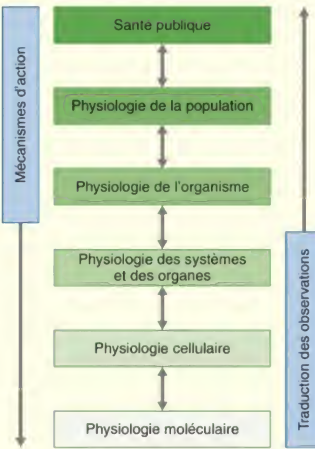 Santé publique
Physiologie de la population
Physiologie de l'organisme
Physiologie des systèmes
et des organes
Physiologie cellulaire
Physiologie moléculaire
Mécanismes d'action
Traduction des observations